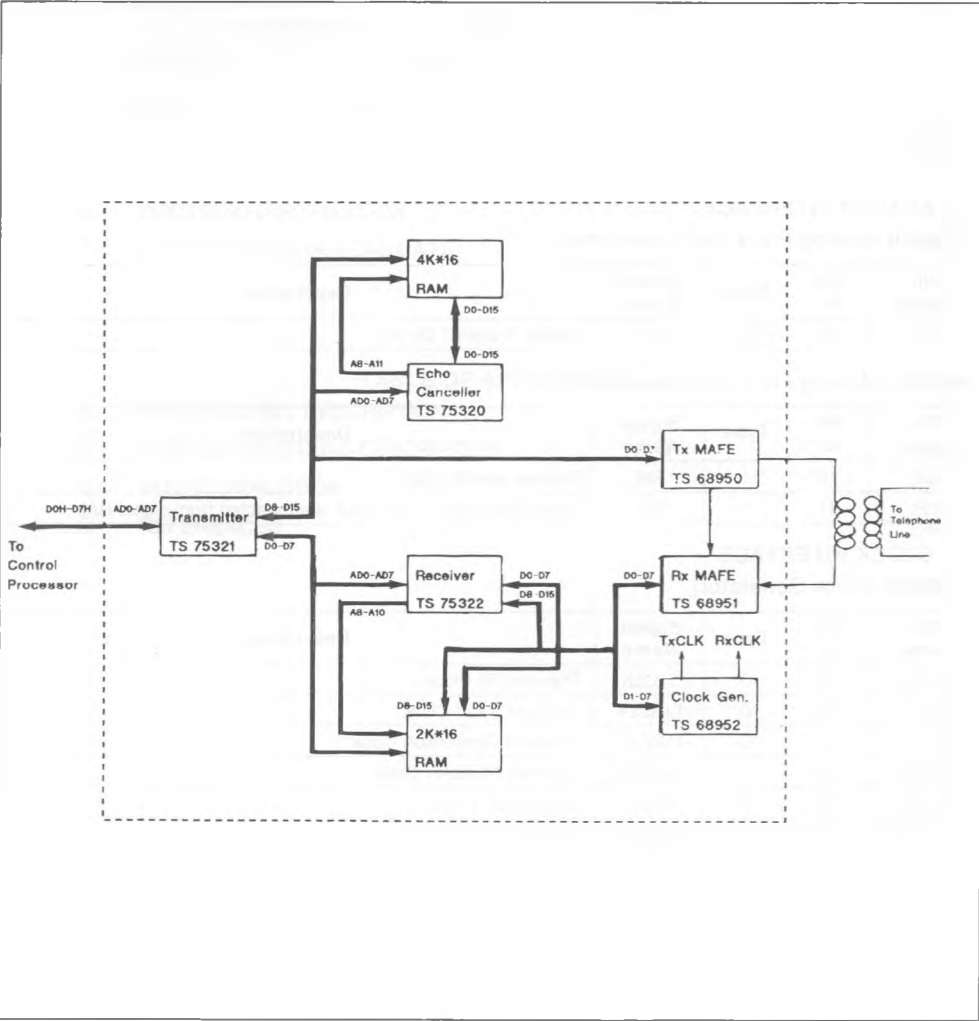 4K*16
RAM
D0-D15
D0-D15
A8-A11
AD0-AD7
Echo
Canceller
TS 75320
D0-D7
Tx MAFE
TS 68950
D0H-D7H
AD0-AD7
Transmitter
TS 75321
D8-D15
D0-D7
To
Control
Processor
To
Telephone
Line
AD0-AD7
A8-A10
Receiver
TS 75322
D0-D7
D8-D15
D0-D7
Rx MAFE
TS 68951
TxCLK RxCLK
D1-D7
Clock Gen.
TS 68952
D8-D15
D0-D7
2K*16
RAM